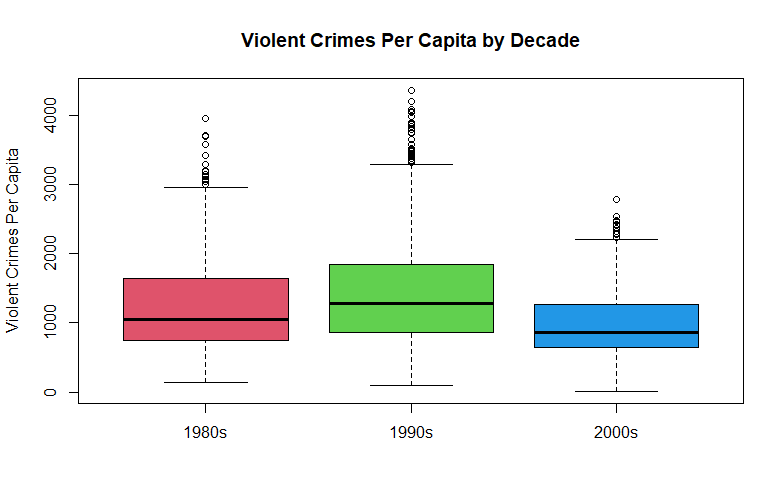 Violent Crimes Per Capita by Decade
Violent Crimes Per Capita
4000
3000
2000
1000
0
1980s 1990s 2000s